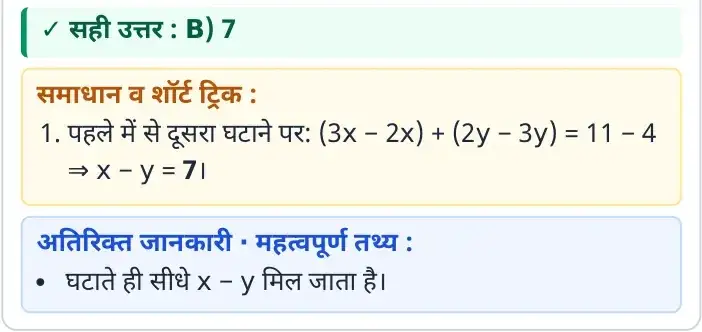 ✓ सही उत्तर : B) 7
समाधान व शॉर्ट ट्रिक :
1. पहले में से दूसरा घटाने पर: (3x − 2x) + (2y − 3y) = 11 − 4
⇒ x − y = 7।
अतिरिक्त जानकारी · महत्वपूर्ण तथ्य :
• घटाते ही सीधे x − y मिल जाता है।